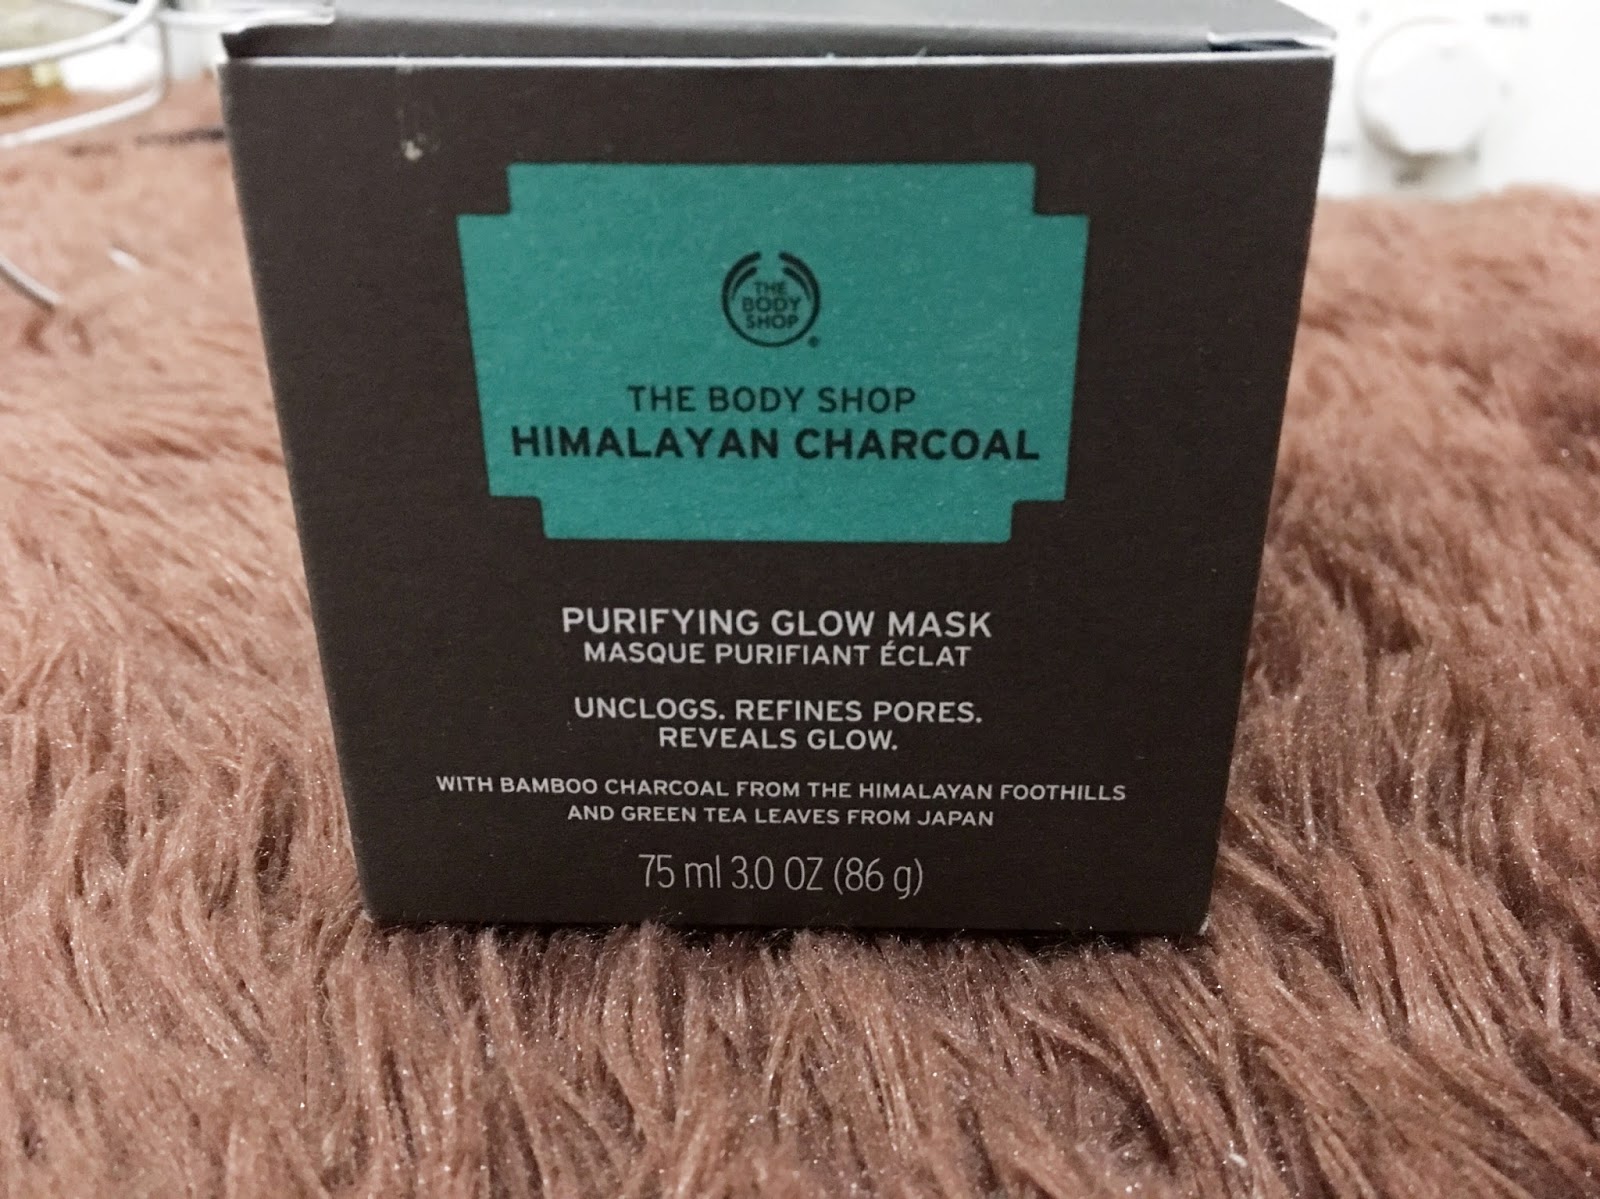 THE
BODY
SHOP
THE BODY SHOP
HIMALAYAN CHARCOAL
PURIFYING GLOW MASK
MASQUE PURIFIANT ÉCLAT
UNCLOGS. REFINES PORES.
REVEALS GLOW.
WITH BAMBOO CHARCOAL FROM THE HIMALAYAN FOOTHILLS
AND GREEN TEA LEAVES FROM JAPAN
75 ml 3.0 OZ (86 g)